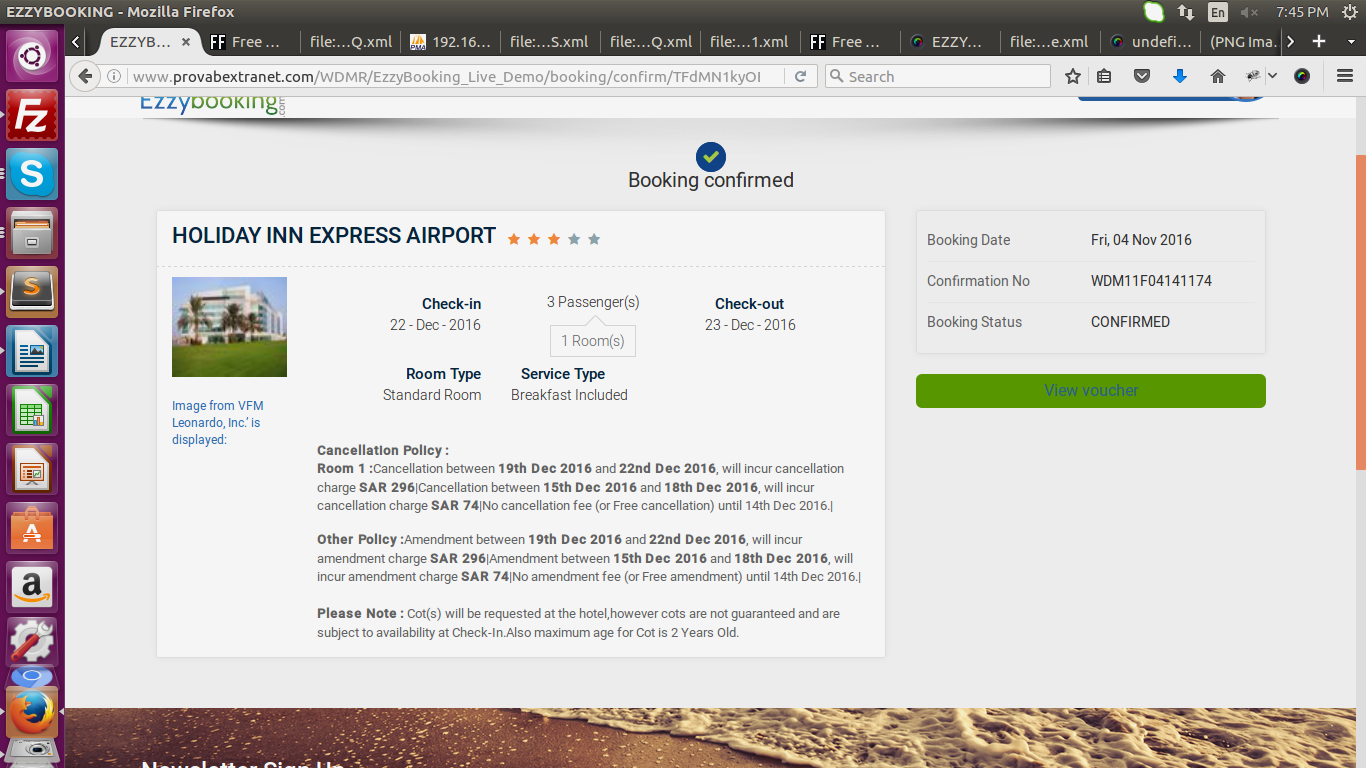 EZZYBOOKING - Mozilla Firefox
En
7:45 PM
EZZYB… ×
Free …
file:…Q.xml
192.16…
file:…S.xml
file:…Q.xml
file:…1.xml
Free …
EZZY…
file:…e.xml
undefi…
(PNG Ima…
www.provabextranet.com/WDMR/EzzyBooking_Live_Demo/booking/confirm/TFdMN1kyOI
Search
Ezzybooking.com
Booking confirmed
HOLIDAY INN EXPRESS AIRPORT
Check-in
22 - Dec - 2016
3 Passenger(s)
1 Room(s)
Check-out
23 - Dec - 2016
Room Type
Standard Room
Service Type
Breakfast Included
Image from VFM
Leonardo, Inc.' is
displayed:
Cancellation Policy :
Room 1 :Cancellation between 19th Dec 2016 and 22nd Dec 2016, will incur cancellation
charge SAR 296|Cancellation between 15th Dec 2016 and 18th Dec 2016, will incur
cancellation charge SAR 74|No cancellation fee (or Free cancellation) until 14th Dec 2016.|
Other Policy :Amendment between 19th Dec 2016 and 22nd Dec 2016, will incur
amendment charge SAR 296|Amendment between 15th Dec 2016 and 18th Dec 2016, will
incur amendment charge SAR 74|No amendment fee (or Free amendment) until 14th Dec 2016.|
Please Note : Cot(s) will be requested at the hotel,however cots are not guaranteed and are
subject to availability at Check-In.Also maximum age for Cot is 2 Years Old.
Booking Date Fri, 04 Nov 2016
Confirmation No WDM11F04141174
Booking Status CONFIRMED
View voucher
Newsletter Sign Up